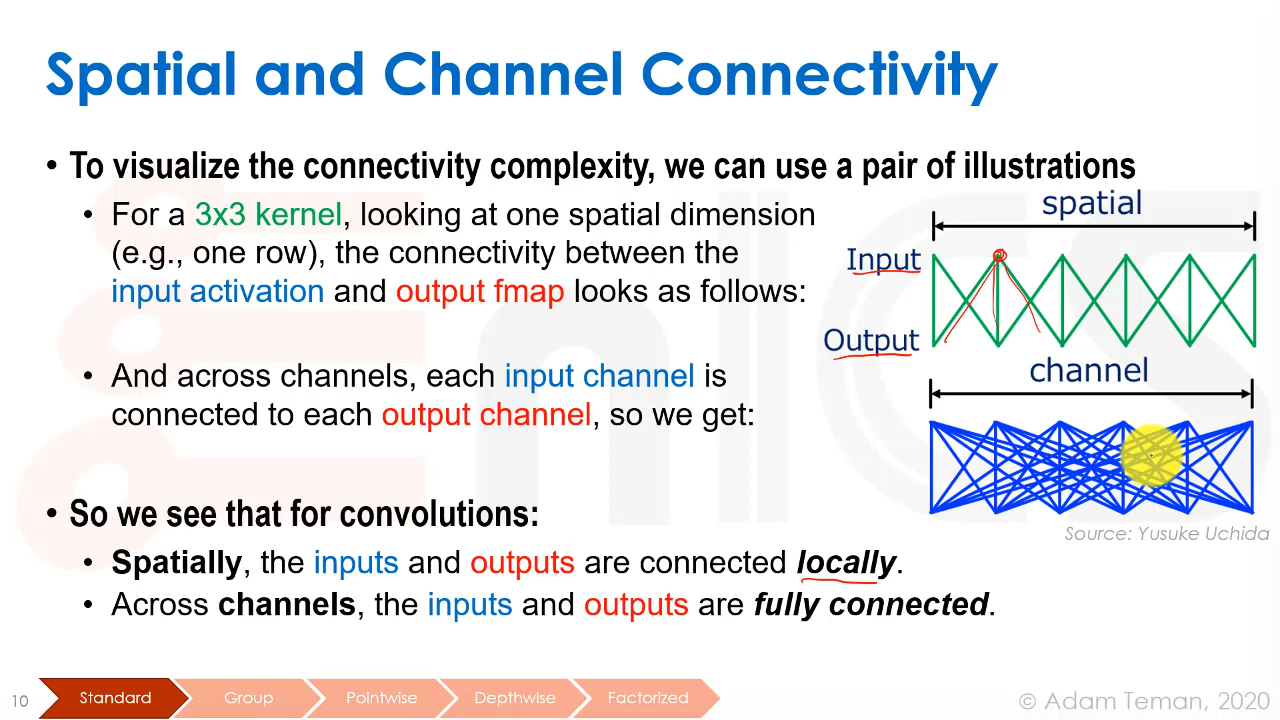 Spatial and Channel Connectivity
• To visualize the connectivity complexity, we can use a pair of illustrations
• For a 3x3 kernel, looking at one spatial dimension
(e.g., one row), the connectivity between the
input activation and output fmap looks as follows:
spatial
Input
Output
• And across channels, each input channel is
connected to each output channel, so we get:
channel
Source: Yusuke Uchida
• So we see that for convolutions:
• Spatially, the inputs and outputs are connected locally.
• Across channels, the inputs and outputs are fully connected.
10
Standard
Group
Pointwise
Depthwise
Factorized
© Adam Teman, 2020